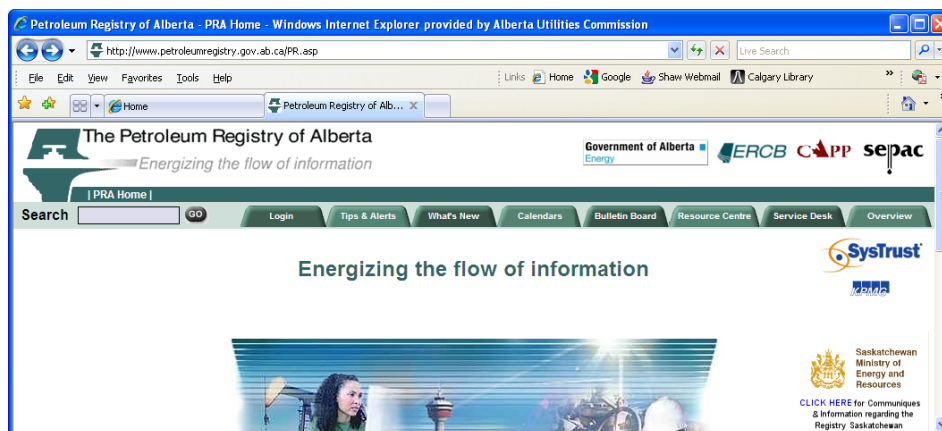 Petroleum Registry of Alberta - PRA Home - Windows Internet Explorer provided by Alberta Utilities Commission
http://www.petroleumregistry.gov.ab.ca/PR.asp
Live Search
File Edit View Favorites Tools Help
Links Home Google Shaw Webmail Calgary Library »
Home
Petroleum Registry of Alb...
The Petroleum Registry of Alberta
Energizing the flow of information
Government of Alberta
Energy
ERCB
CAPP
sepac
| PRA Home |
Search
GO
Login
Tips & Alerts
What's New
Calendars
Bulletin Board
Resource Centre
Service Desk
Overview
SysTrust
KPMG
Energizing the flow of information
Saskatchewan
Ministry of
Energy and
Resources
CLICK HERE for Communiques
& Information regarding the
Registry Saskatchewan